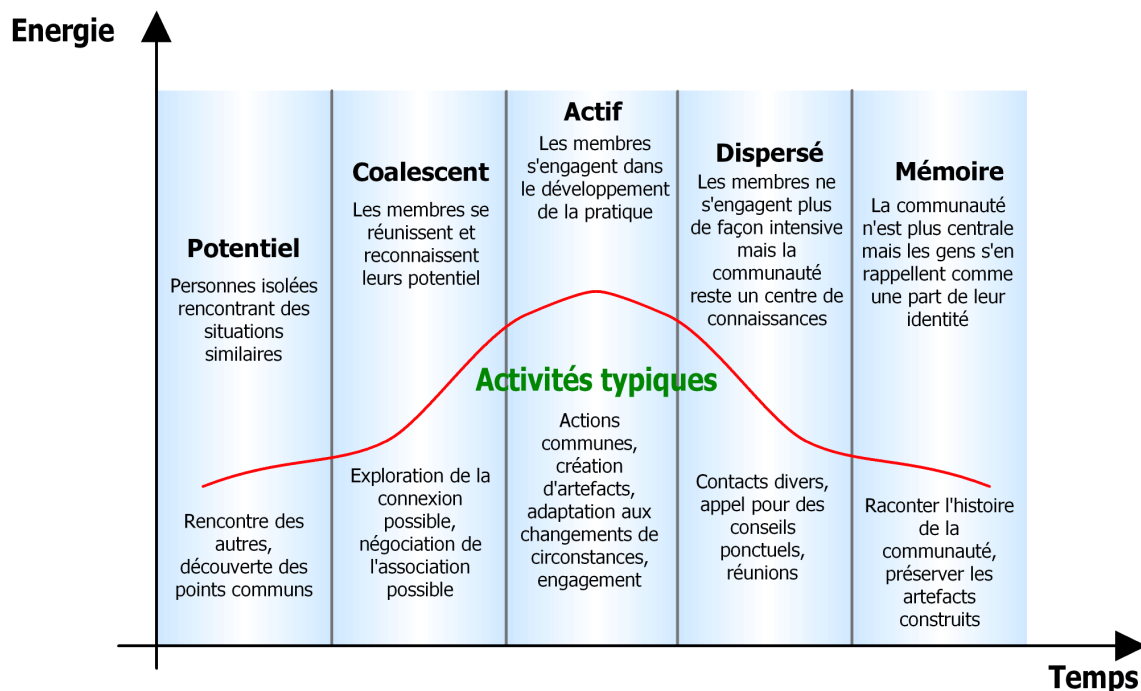 Energie
Potentiel
Personnes isolées
rencontrant des
situations
similaires
Coalescent
Les membres se
réunissent et
reconnaissent
leurs potentiel
Actif
Les membres
s'engagent dans
le développement
de la pratique
Dispersé
Les membres ne
s'engagent plus
de façon intensive
mais la
communauté
reste un centre de
connaissances
Mémoire
La communauté
n'est plus centrale
mais les gens s'en
rappellent comme
une part de leur
identité
Activités typiques
Rencontre des
autres,
découverte des
points communs
Exploration de la
connexion
possible,
négociation de
l'association
possible
Actions
communes,
création
d'artefacts,
adaptation aux
changements de
circonstances,
engagement
Contacts divers,
appel pour des
conseils
ponctuels,
réunions
Raconter l'histoire
de la
communauté,
préserver les
artefacts
construits
Temps